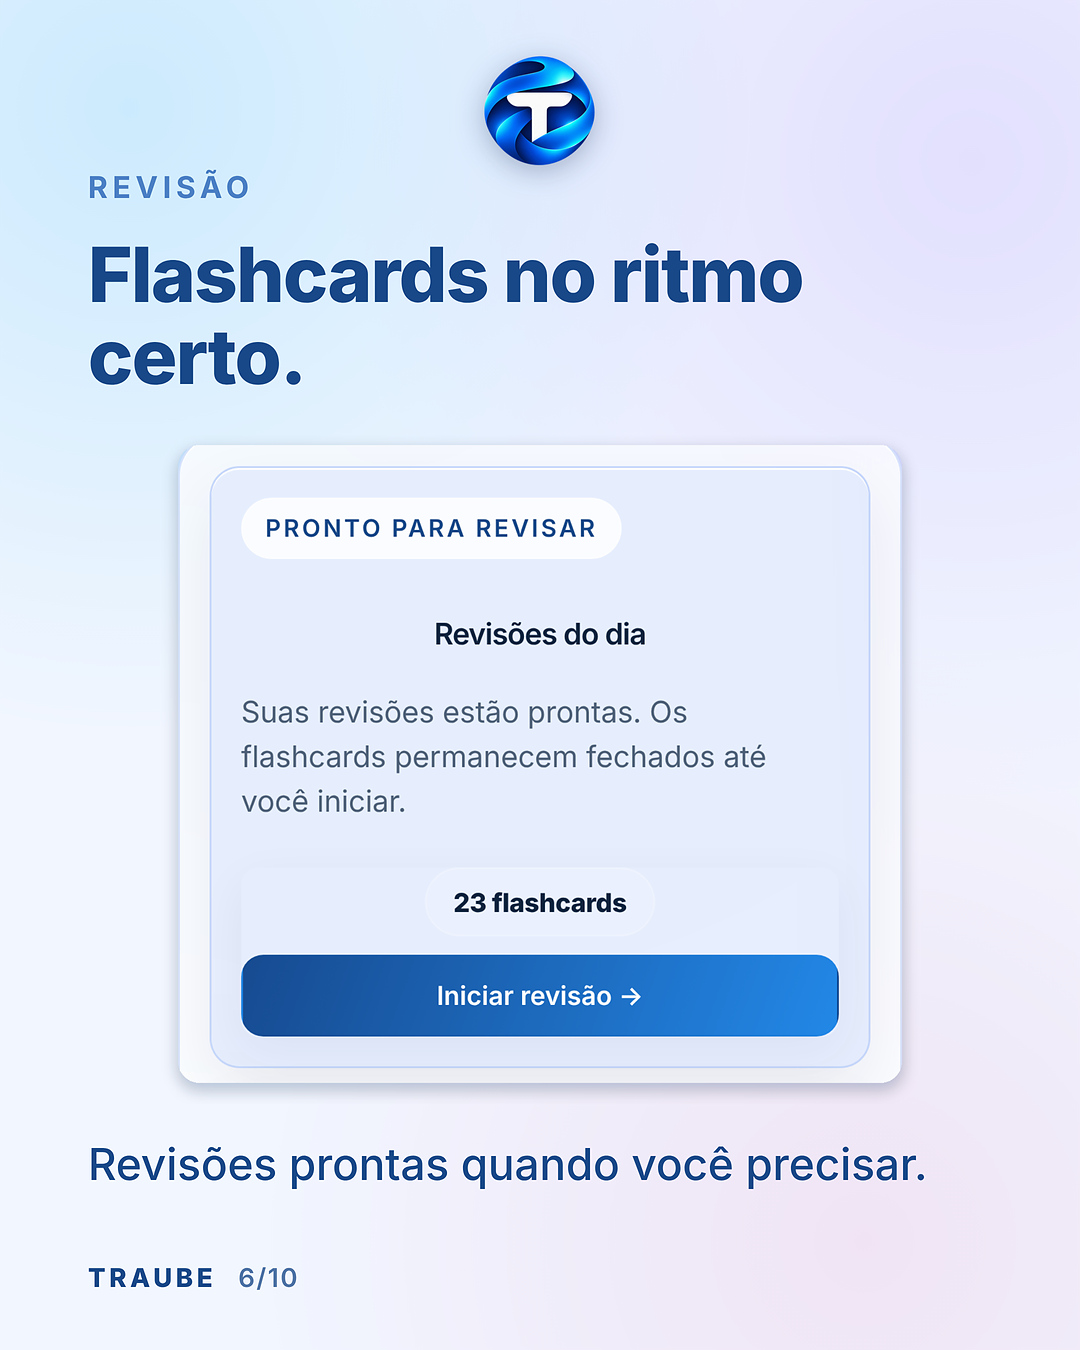 T
REVISÃO
Flashcards no ritmo
certo.
PRONTO PARA REVISAR
Revisões do dia
Suas revisões estão prontas. Os
flashcards permanecem fechados até
você iniciar.
23 flashcards
Iniciar revisão →
Revisões prontas quando você precisar.
TRAUBE 6/10